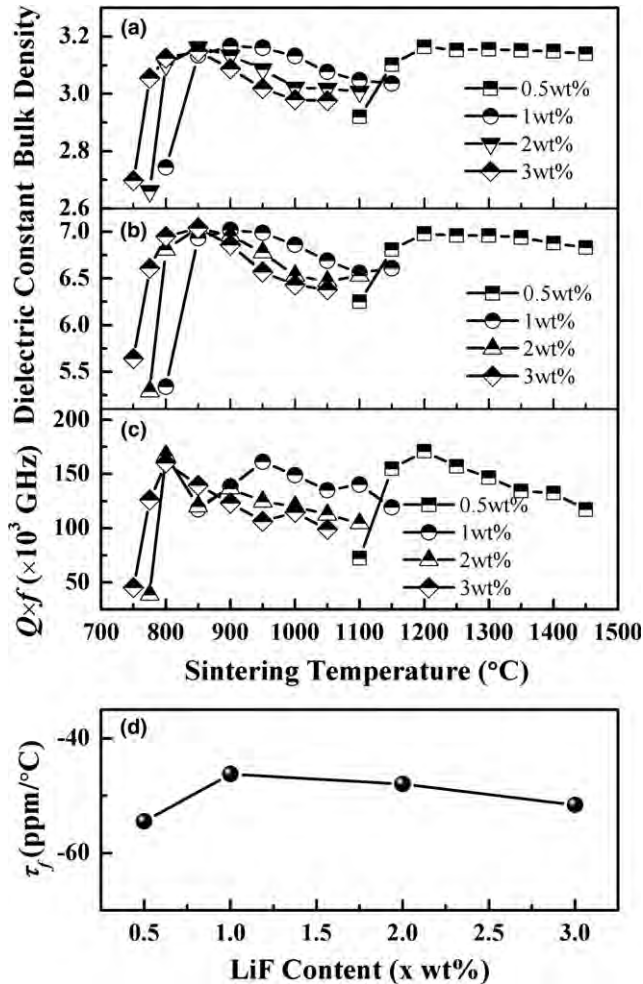 (a)
Bulk Density
3.2
3.0
2.8
2.6
0.5wt%
1wt%
2wt%
3wt%
(b)
Dielectric Constant
7.0
6.5
6.0
5.5
0.5wt%
1wt%
2wt%
3wt%
(c)
Q×f (×10³ GHz)
200
150
100
50
0.5wt%
1wt%
2wt%
3wt%
700 800 900 1000 1100 1200 1300 1400 1500
Sintering Temperature (°C)
(d)
τf (ppm/°C)
-40
-60
0.5 1.0 1.5 2.0 2.5 3.0
LiF Content (x wt%)